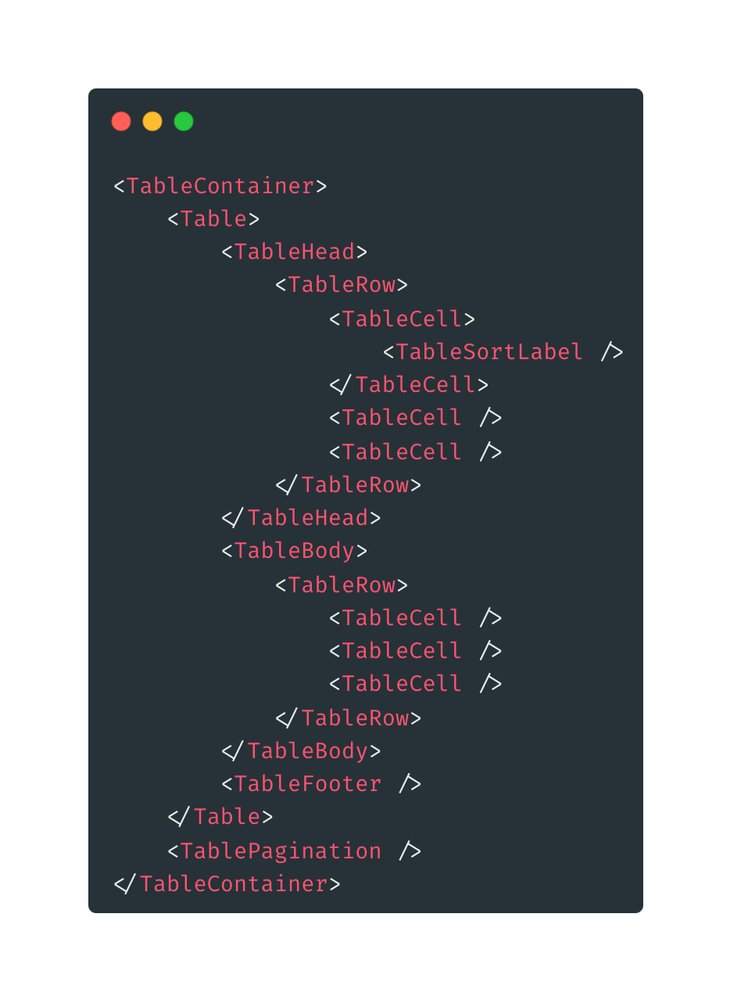 <TableContainer>
    <Table>
        <TableHead>
            <TableRow>
                <TableCell>
                    <TableSortLabel />
                </TableCell>
                <TableCell />
                <TableCell />
            </TableRow>
        </TableHead>
        <TableBody>
            <TableRow>
                <TableCell />
                <TableCell />
                <TableCell />
            </TableRow>
        </TableBody>
        <TableFooter />
    </Table>
    <TablePagination />
</TableContainer>